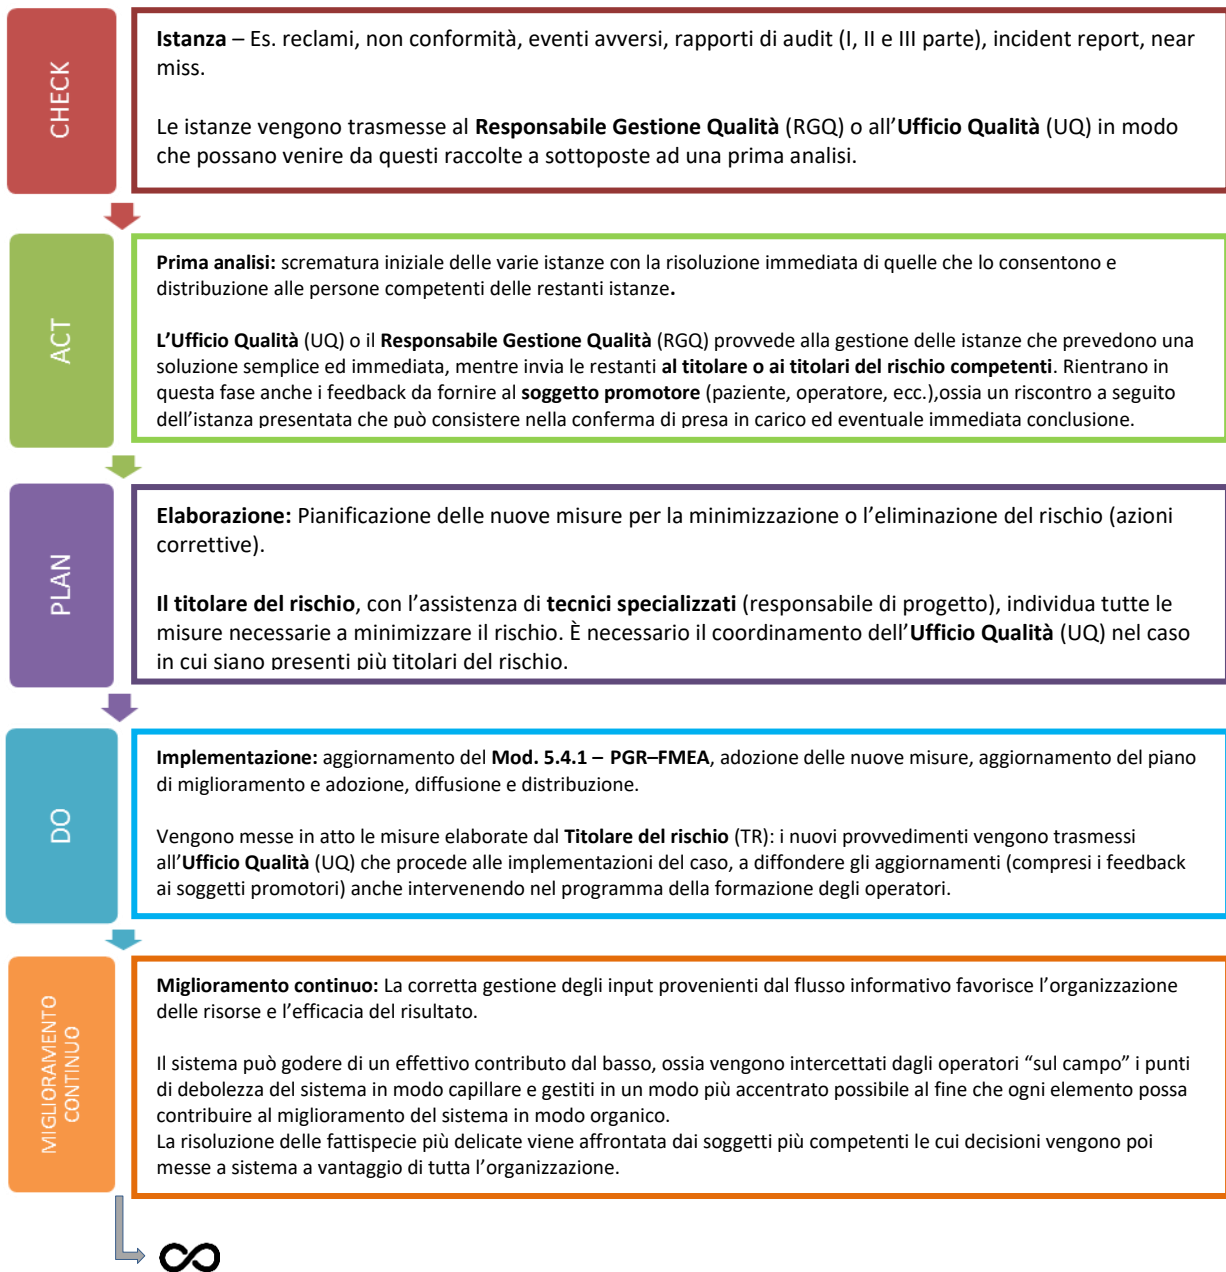 CHECK
Istanza – Es. reclami, non conformità, eventi avversi, rapporti di audit (I, II e III parte), incident report, near
miss.
Le istanze vengono trasmesse al Responsabile Gestione Qualità (RGQ) o all’Ufficio Qualità (UQ) in modo
che possano venire da questi raccolte a sottoposte ad una prima analisi.
ACT
Prima analisi: scrematura iniziale delle varie istanze con la risoluzione immediata di quelle che lo consentono e
distribuzione alle persone competenti delle restanti istanze.
L’Ufficio Qualità (UQ) o il Responsabile Gestione Qualità (RGQ) provvede alla gestione delle istanze che prevedono una
soluzione semplice ed immediata, mentre invia le restanti al titolare o ai titolari del rischio competenti. Rientrano in
questa fase anche i feedback da fornire al soggetto promotore (paziente, operatore, ecc.),ossia un riscontro a seguito
dell’istanza presentata che può consistere nella conferma di presa in carico ed eventuale immediata conclusione.
PLAN
Elaborazione: Pianificazione delle nuove misure per la minimizzazione o l’eliminazione del rischio (azioni
correttive).
Il titolare del rischio, con l’assistenza di tecnici specializzati (responsabile di progetto), individua tutte le
misure necessarie a minimizzare il rischio. È necessario il coordinamento dell’Ufficio Qualità (UQ) nel caso
in cui siano presenti più titolari del rischio.
DO
Implementazione: aggiornamento del Mod. 5.4.1 – PGR–FMEA, adozione delle nuove misure, aggiornamento del piano
di miglioramento e adozione, diffusione e distribuzione.
Vengono messe in atto le misure elaborate dal Titolare del rischio (TR): i nuovi provvedimenti vengono trasmessi
all’Ufficio Qualità (UQ) che procede alle implementazioni del caso, a diffondere gli aggiornamenti (compresi i feedback
ai soggetti promotori) anche intervenendo nel programma della formazione degli operatori.
MIGLIORAMENTO
CONTINUO
Miglioramento continuo: La corretta gestione degli input provenienti dal flusso informativo favorisce l’organizzazione
delle risorse e l’efficacia del risultato.
Il sistema può godere di un effettivo contributo dal basso, ossia vengono intercettati dagli operatori “sul campo” i punti
di debolezza del sistema in modo capillare e gestiti in un modo più accentrato possibile al fine che ogni elemento possa
contribuire al miglioramento del sistema in modo organico.
La risoluzione delle fattispecie più delicate viene affrontata dai soggetti più competenti le cui decisioni vengono poi
messe a sistema a vantaggio di tutta l’organizzazione.
∞